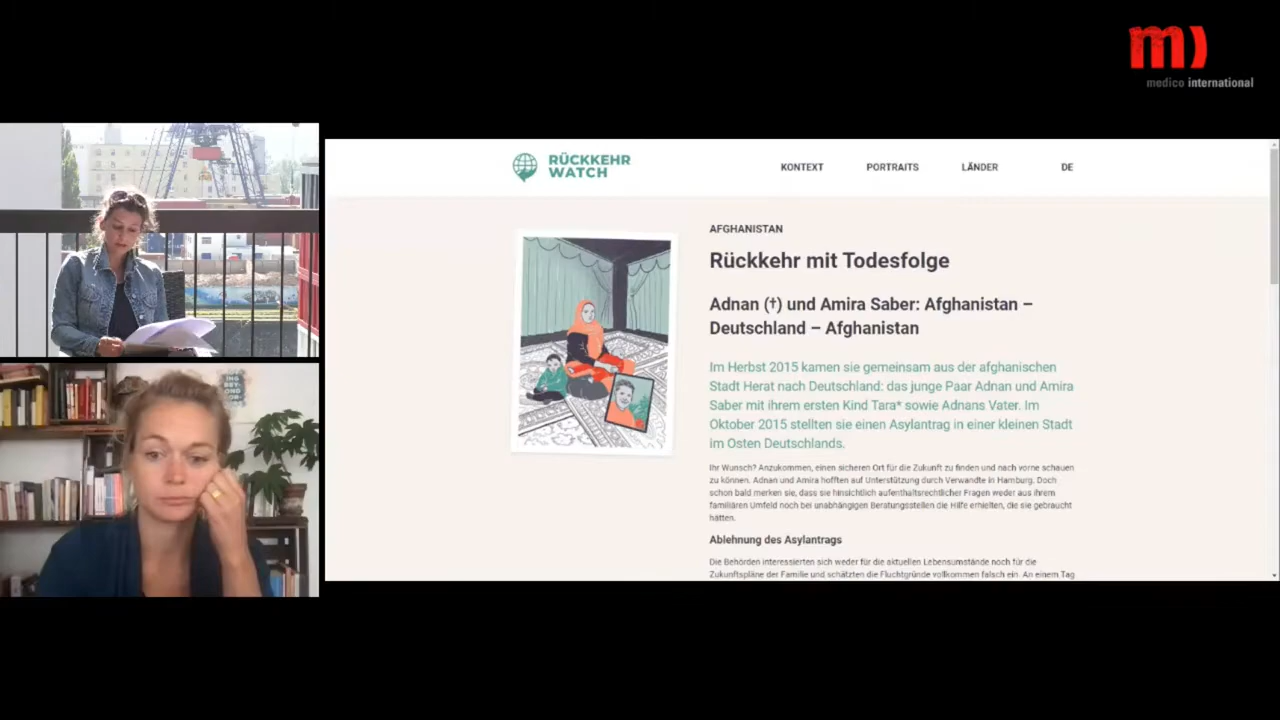 m)
medico international
RÜCKKEHR
WATCH
KONTEXT PORTRAITS LÄNDER DE
AFGHANISTAN
Rückkehr mit Todesfolge
Adnan (†) und Amira Saber: Afghanistan –
Deutschland – Afghanistan
Im Herbst 2015 kamen sie gemeinsam aus der afghanischen
Stadt Herat nach Deutschland: das junge Paar Adnan und Amira
Saber mit ihrem ersten Kind Tara* sowie Adnans Vater. Im
Oktober 2015 stellten sie einen Asylantrag in einer kleinen Stadt
im Osten Deutschlands.
Ihr Wunsch? Anzukommen, einen sicheren Ort für die Zukunft zu finden und nach vorne schauen
zu können. Adnan und Amira hofften auf Unterstützung durch Verwandte in Hamburg. Doch
schon bald merken sie, dass sie hinsichtlich aufenthaltsrechtlicher Fragen weder aus ihrem
familiären Umfeld noch bei unabhängigen Beratungsstellen die Hilfe erhielten, die sie gebraucht
hätten.
Ablehnung des Asylantrags
Die Behörden interessierten sich weder für die aktuellen Lebensumstände noch für die
Zukunftspläne der Familie und schätzten die Fluchtgründe vollkommen falsch ein. An einem Tag
ING
BEY
OND